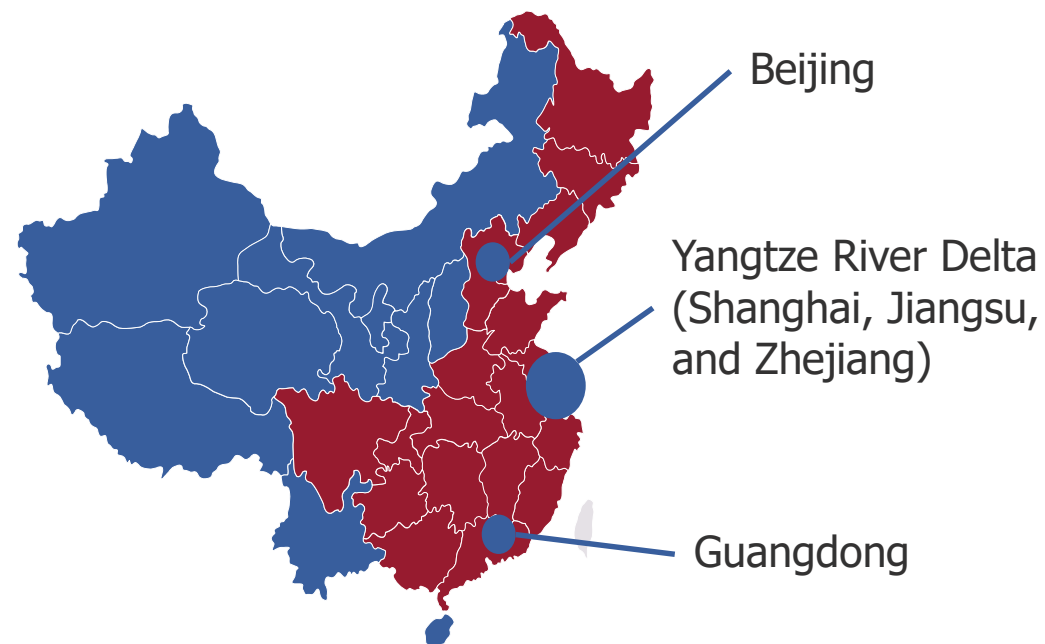 Beijing
Yangtze River Delta
(Shanghai, Jiangsu,
and Zhejiang)
Guangdong